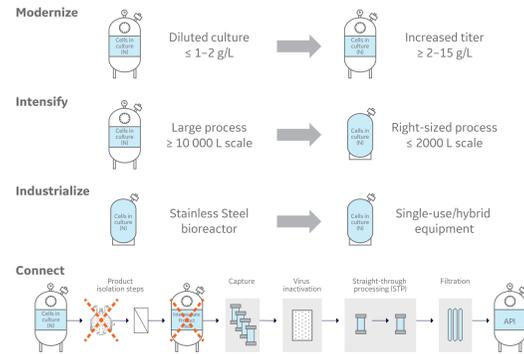 Modernize
Cells in
culture
(N)
Diluted culture
≤ 1–2 g/L
Cells in
culture
(N)
Increased titer
≥ 2–15 g/L
Intensify
Cells in
culture
(N)
Large process
≥ 10 000 L scale
Cells in
culture
(N)
Right-sized process
≤ 2000 L scale
Industrialize
Cells in
culture
(N)
Stainless Steel
bioreactor
Cells in
culture
(N)
Single-use/hybrid
equipment
Connect
Product
isolation steps
Capture
Virus
inactivation
Straight-through
processing (STP)
Filtration
Cells in
culture
(N)
API